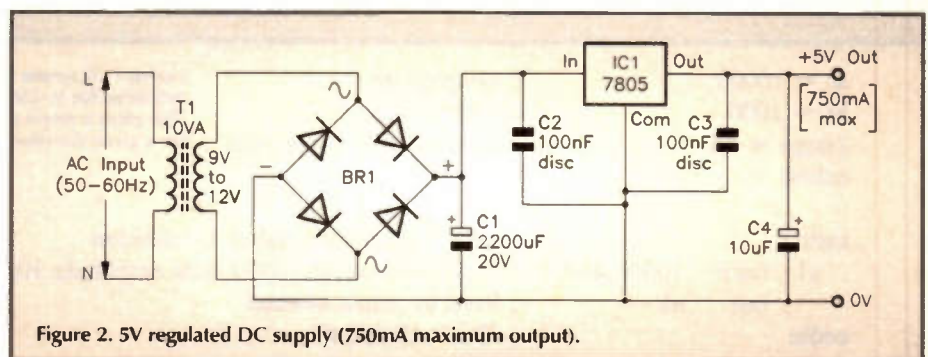 L
T1
10VA
AC Input
(50–60Hz)
9V
to
12V
N
∿
–
BR1
+
∿
+
C1
2200uF
20V
In
IC1
7805
Out
Com
C2
100nF
disc
C3
100nF
disc
+5V Out
[750mA
max]
+
C4
10uF
0V
Figure 2. 5V regulated DC supply (750mA maximum output).